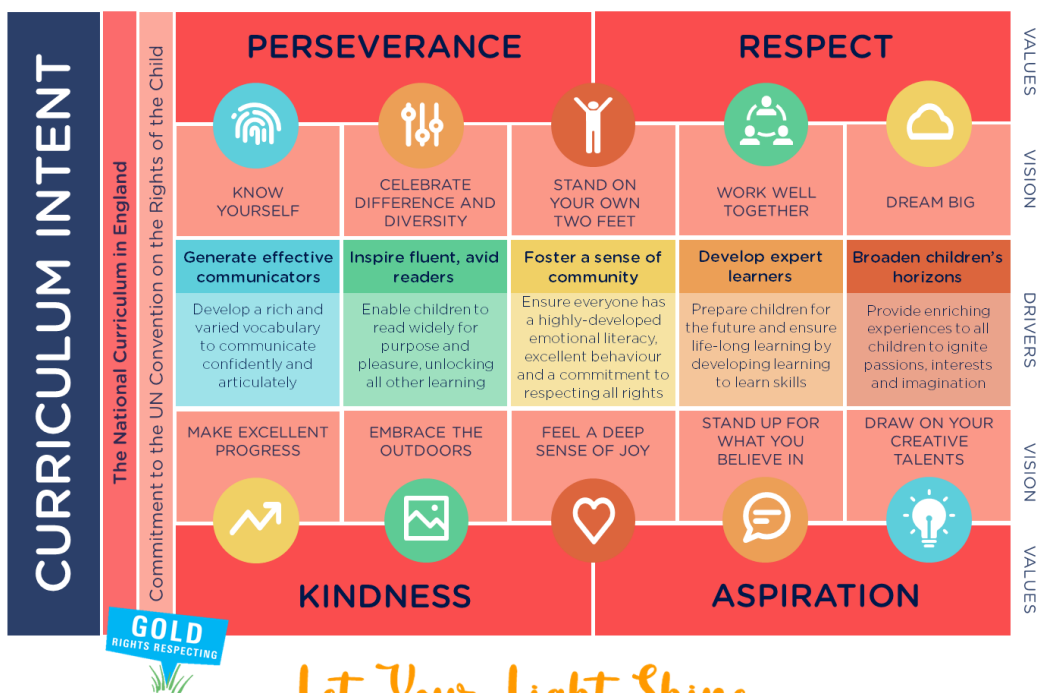 CURRICULUM INTENT
The National Curriculum in England
Commitment to the UN Convention on the Rights of the Child
PERSEVERANCE
RESPECT
VALUES
KNOW
YOURSELF
CELEBRATE
DIFFERENCE AND
DIVERSITY
STAND ON
YOUR OWN
TWO FEET
WORK WELL
TOGETHER
DREAM BIG
VISION
Generate effective
communicators
Develop a rich and
varied vocabulary
to communicate
confidently and
articulately
Inspire fluent, avid
readers
Enable children to
read widely for
purpose and
pleasure, unlocking
all other learning
Foster a sense of
community
Ensure everyone has
a highly-developed
emotional literacy,
excellent behaviour
and a commitment to
respecting all rights
Develop expert
learners
Prepare children for
the future and ensure
life-long learning by
developing learning
to learn skills
Broaden children's
horizons
Provide enriching
experiences to all
children to ignite
passions, interests
and imagination
DRIVERS
MAKE EXCELLENT
PROGRESS
EMBRACE THE
OUTDOORS
FEEL A DEEP
SENSE OF JOY
STAND UP FOR
WHAT YOU
BELIEVE IN
DRAW ON YOUR
CREATIVE
TALENTS
VISION
KINDNESS
ASPIRATION
VALUES
GOLD
RIGHTS RESPECTING
Let Your Light Shine